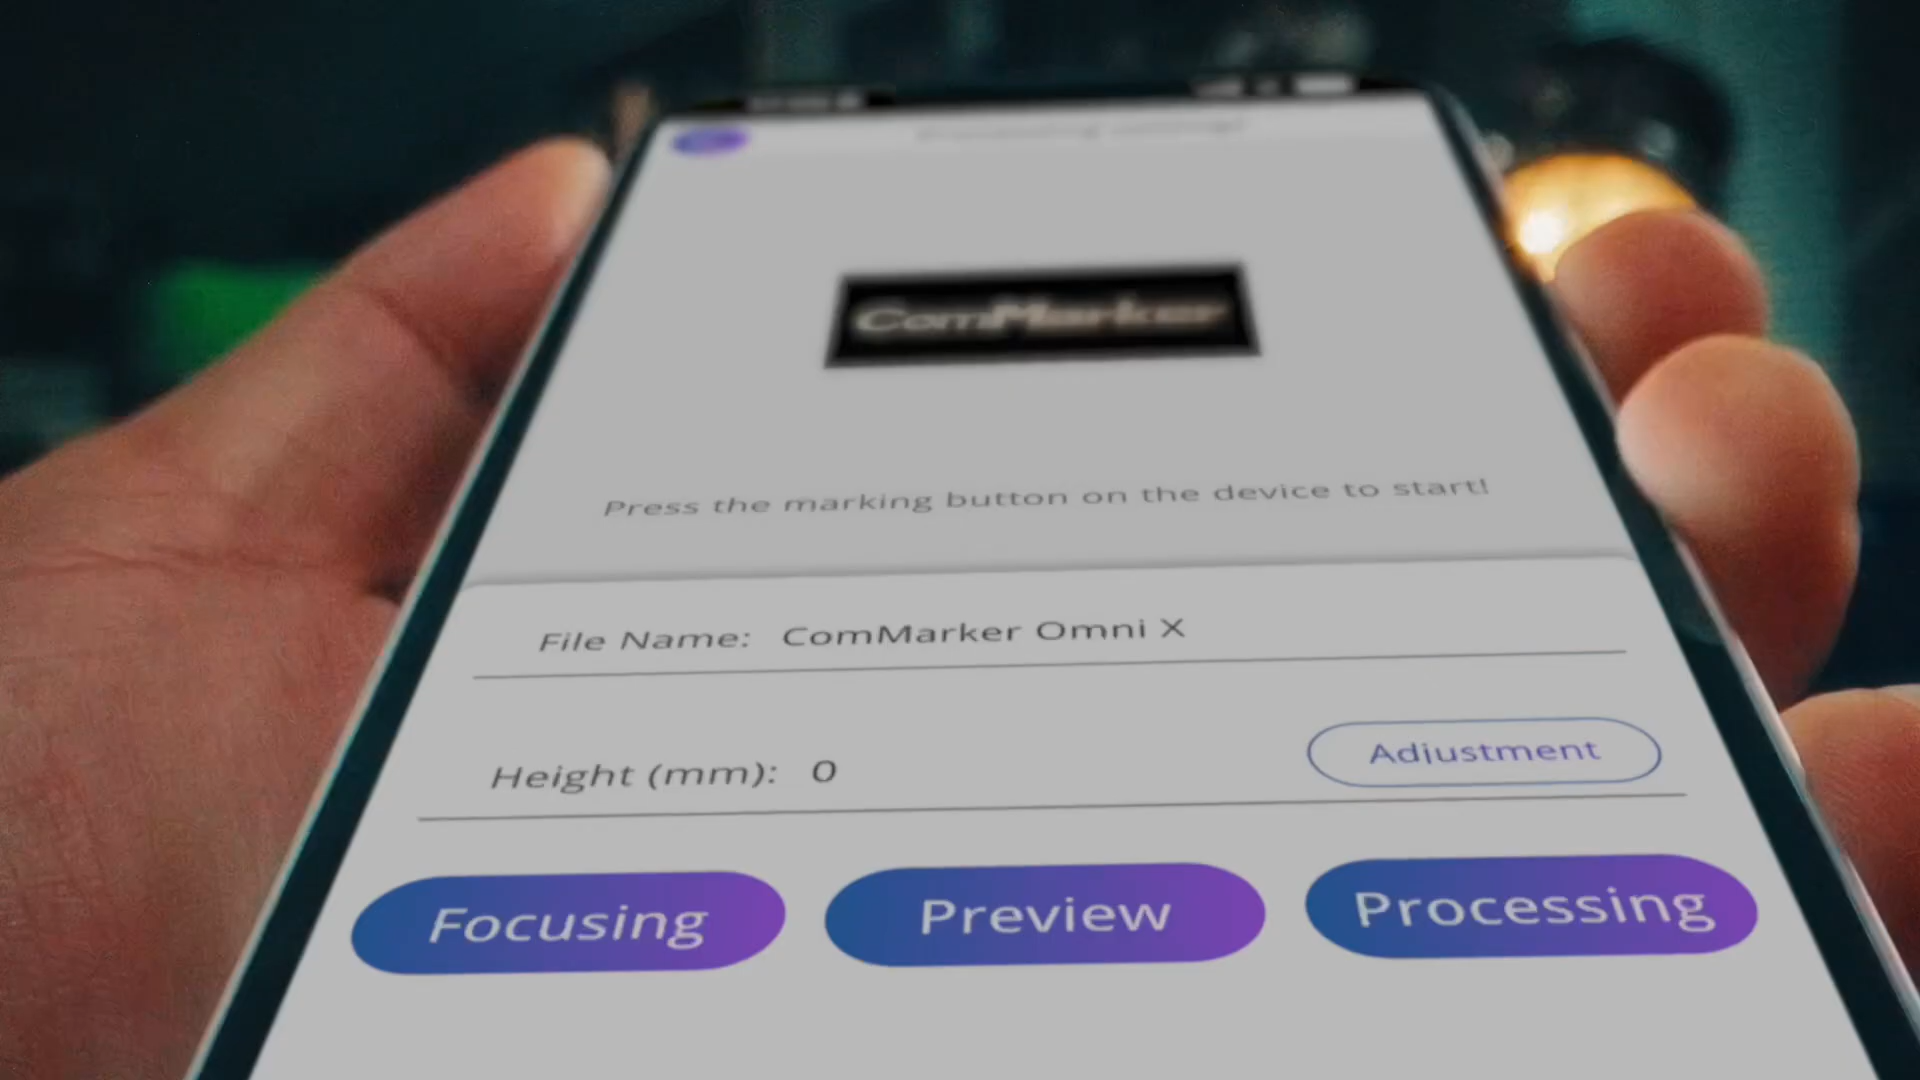 ComMarker
Press the marking button on the device to start!
File Name: ComMarker Omni X
Height (mm): 0
Adjustment
Focusing
Preview
Processing